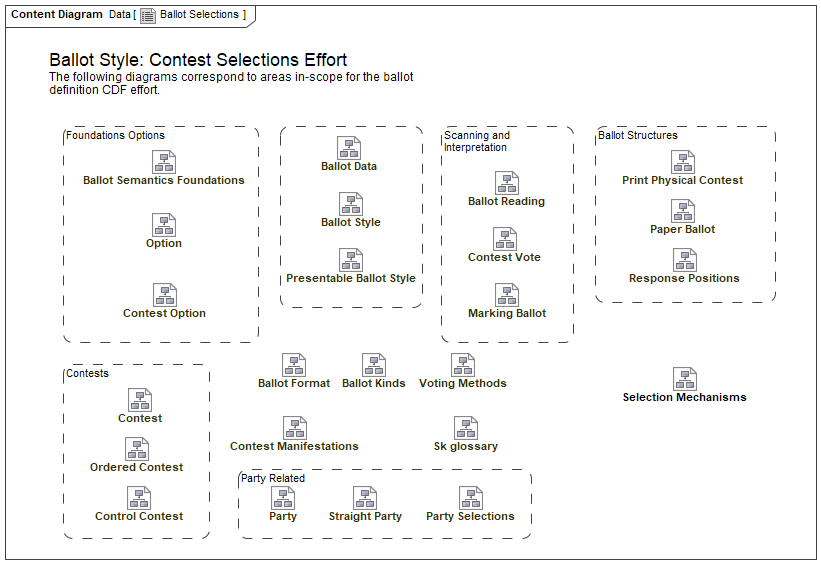 Content Diagram Data [ Ballot Selections ]
Ballot Style: Contest Selections Effort
The following diagrams correspond to areas in-scope for the ballot
definition CDF effort.
Foundations Options
Ballot Semantics Foundations
Option
Contest Option
Ballot Data
Ballot Style
Presentable Ballot Style
Scanning and
Interpretation
Ballot Reading
Contest Vote
Marking Ballot
Ballot Structures
Print Physical Contest
Paper Ballot
Response Positions
Contests
Contest
Ordered Contest
Control Contest
Ballot Format
Ballot Kinds
Voting Methods
Contest Manifestations
Sk glossary
Selection Mechanisms
Party Related
Party
Straight Party
Party Selections